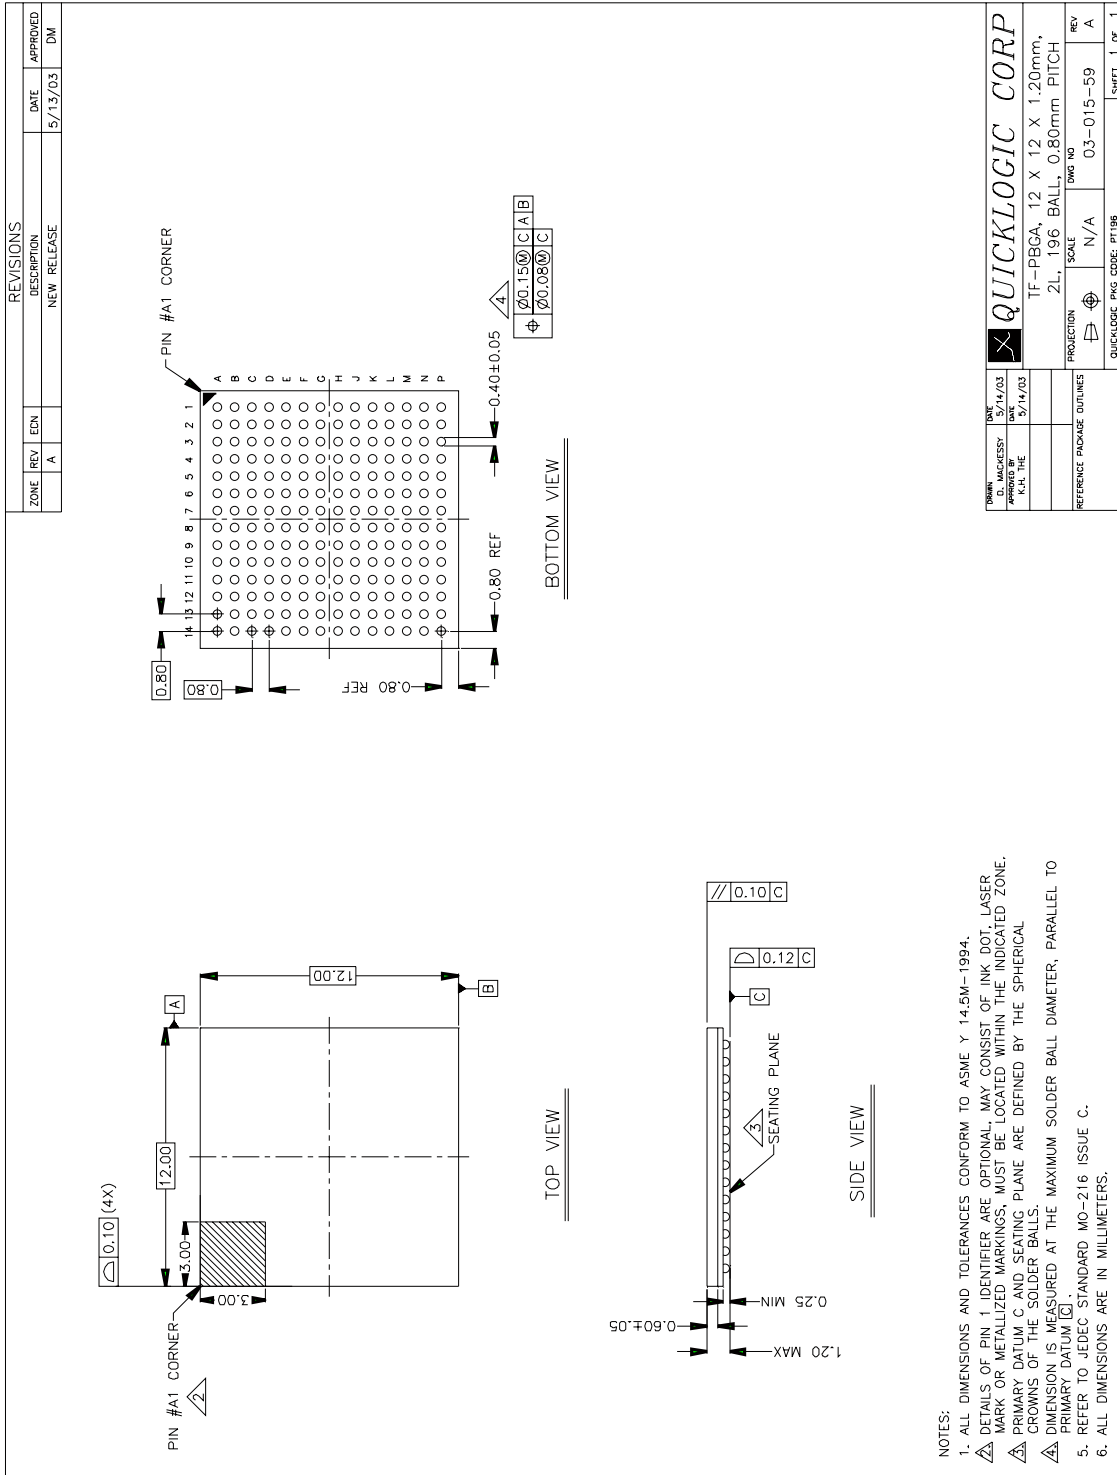 REVISIONS
ZONE REV ECN DESCRIPTION DATE APPROVED
A NEW RELEASE 5/13/03 DM
PIN #A1 CORNER
2
⌓ 0.10 (4X)
12.00
A
3.00
3.00
12.00
B
TOP VIEW
0.80
0.80
0.80 REF
14 13 12 11 10 9 8 7 6 5 4 3 2 1
PIN #A1 CORNER
A
B
C
D
E
F
G
H
J
K
L
M
N
P
0.80 REF
0.40±0.05
4
⌖ Ø0.15Ⓜ C A B
Ø0.08Ⓜ C
BOTTOM VIEW
0.60±.05
1.20 MAX
0.25 MIN
3
SEATING PLANE
C
// 0.10 C
⌓ 0.12 C
SIDE VIEW
NOTES:
1. ALL DIMENSIONS AND TOLERANCES CONFORM TO ASME Y 14.5M-1994.
2. DETAILS OF PIN 1 IDENTIFIER ARE OPTIONAL, MAY CONSIST OF INK DOT, LASER
MARK OR METALLIZED MARKINGS, MUST BE LOCATED WITHIN THE INDICATED ZONE.
3. PRIMARY DATUM C AND SEATING PLANE ARE DEFINED BY THE SPHERICAL
CROWNS OF THE SOLDER BALLS.
4. DIMENSION IS MEASURED AT THE MAXIMUM SOLDER BALL DIAMETER, PARALLEL TO
PRIMARY DATUM C.
5. REFER TO JEDEC STANDARD MO-216 ISSUE C.
6. ALL DIMENSIONS ARE IN MILLIMETERS.
DRAWN DATE
D. MACKESSY 5/14/03
APPROVED BY DATE
K.H. THE 5/14/03
REFERENCE PACKAGE OUTLINES
QUICKLOGIC CORP
TF-PBGA, 12 X 12 X 1.20mm,
2L, 196 BALL, 0.80mm PITCH
PROJECTION SCALE DWG NO REV
N/A 03-015-59 A
QUICKLOGIC PKG CODE: PT196 SHEET 1 OF 1